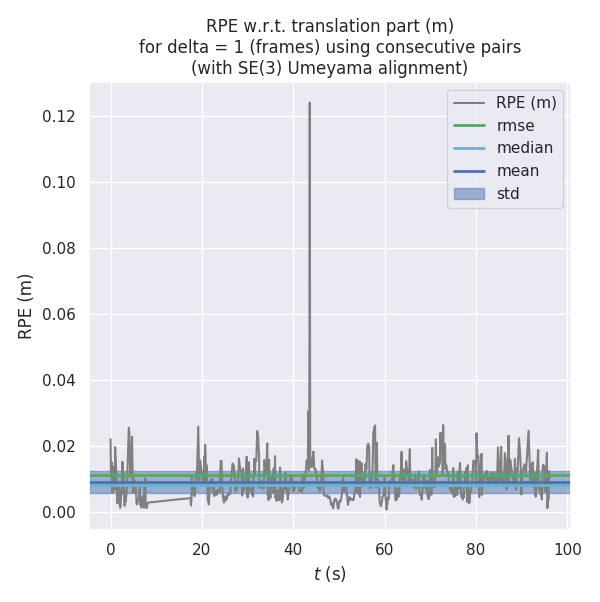 RPE w.r.t. translation part (m)
for delta = 1 (frames) using consecutive pairs
(with SE(3) Umeyama alignment)
RPE (m)
rmse
median
mean
std
0.12
0.10
0.08
0.06
0.04
0.02
0.00
RPE (m)
0 20 40 60 80 100
t (s)